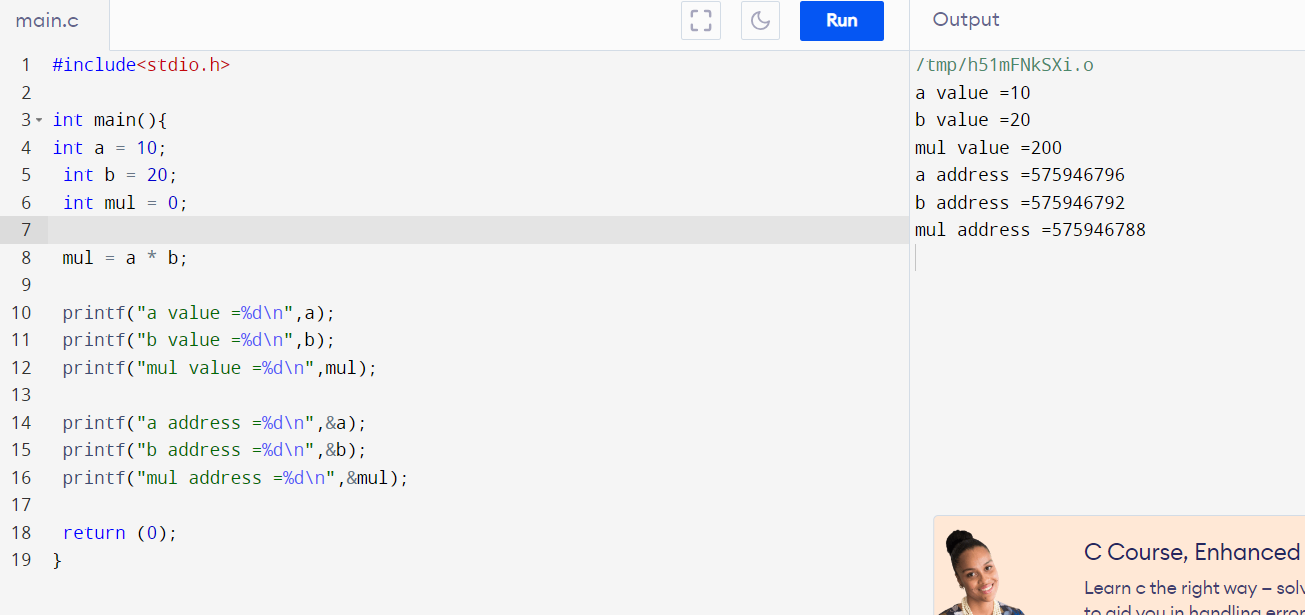 main.c
Run
Output
1 #include<stdio.h>
2
3 int main(){
4 int a = 10;
5 int b = 20;
6 int mul = 0;
7
8 mul = a * b;
9
10 printf("a value =%d\n",a);
11 printf("b value =%d\n",b);
12 printf("mul value =%d\n",mul);
13
14 printf("a address =%d\n",&a);
15 printf("b address =%d\n",&b);
16 printf("mul address =%d\n",&mul);
17
18 return (0);
19 }
/tmp/h51mFNkSXi.o
a value =10
b value =20
mul value =200
a address =575946796
b address =575946792
mul address =575946788
C Course, Enhanced
Learn c the right way – solv
to aid you in handling error